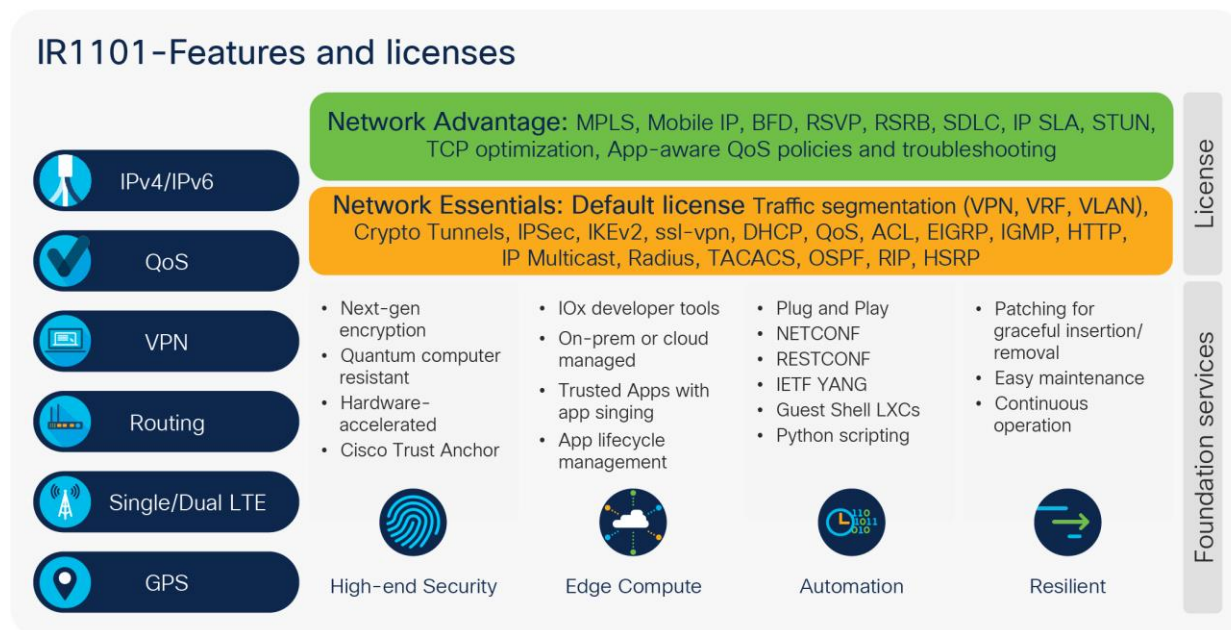 IR1101-Features and licenses
IPv4/IPv6
QoS
VPN
Routing
Single/Dual LTE
GPS
Network Advantage: MPLS, Mobile IP, BFD, RSVP, RSRB, SDLC, IP SLA, STUN,
TCP optimization, App-aware QoS policies and troubleshooting
Network Essentials: Default license Traffic segmentation (VPN, VRF, VLAN),
Crypto Tunnels, IPSec, IKEv2, ssl-vpn, DHCP, QoS, ACL, EIGRP, IGMP, HTTP,
IP Multicast, Radius, TACACS, OSPF, RIP, HSRP
License
• Next-gen
encryption
• Quantum computer
resistant
• Hardware-
accelerated
• Cisco Trust Anchor
High-end Security
• IOx developer tools
• On-prem or cloud
managed
• Trusted Apps with
app singing
• App lifecycle
management
Edge Compute
• Plug and Play
• NETCONF
• RESTCONF
• IETF YANG
• Guest Shell LXCs
• Python scripting
110
1011
010
Automation
• Patching for
graceful insertion/
removal
• Easy maintenance
• Continuous
operation
Resilient
Foundation services